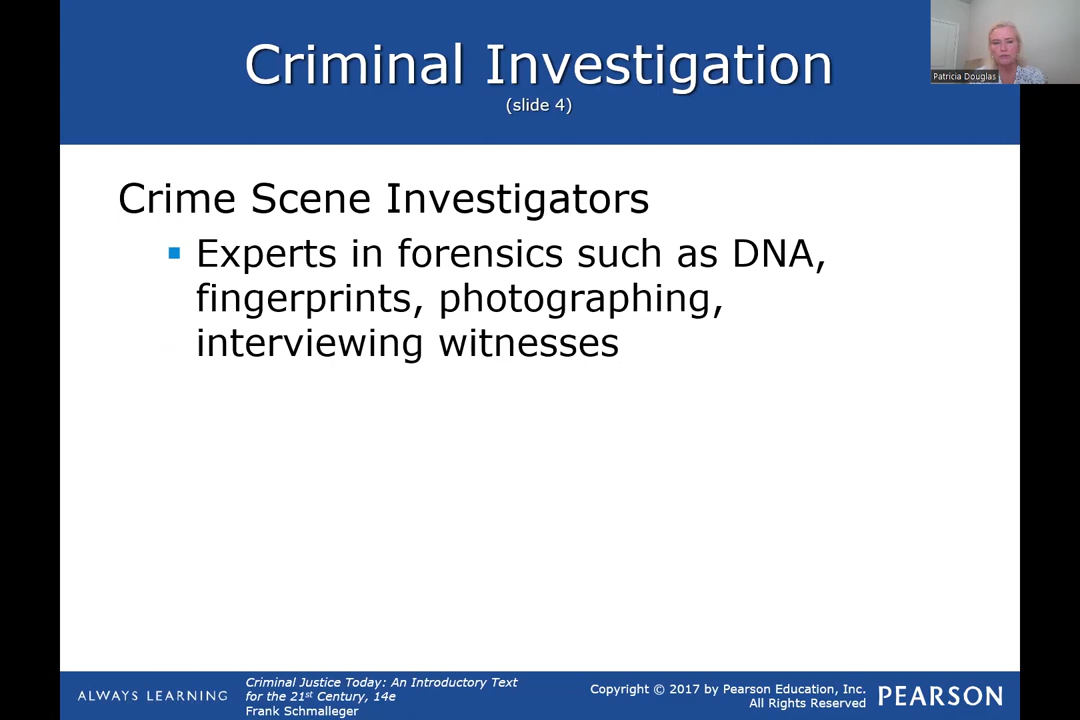 Criminal Investigation
(slide 4)
Patricia Douglas
Crime Scene Investigators
Experts in forensics such as DNA,
fingerprints, photographing,
interviewing witnesses
ALWAYS LEARNING
Criminal Justice Today: An Introductory Text
for the 21st Century, 14e
Frank Schmalleger
Copyright © 2017 by Pearson Education, Inc.
All Rights Reserved
PEARSON